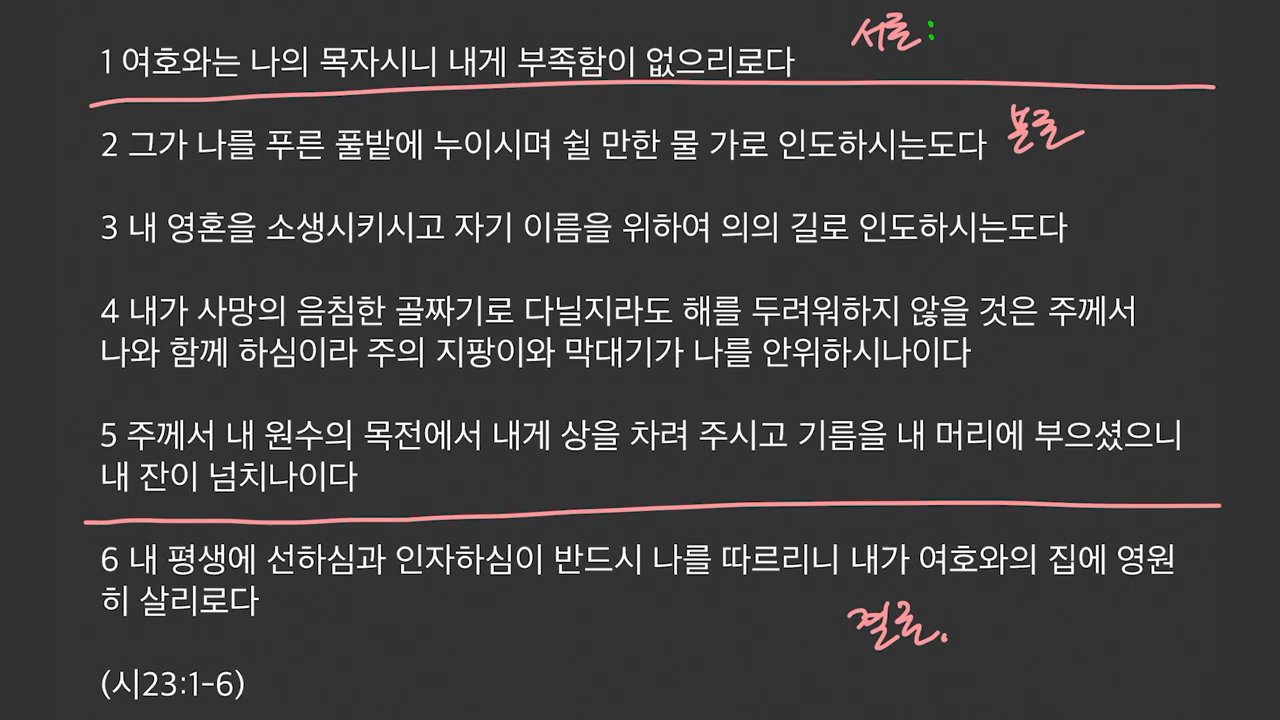 서론 :
1 여호와는 나의 목자시니 내게 부족함이 없으리로다
본론
2 그가 나를 푸른 풀밭에 누이시며 쉴 만한 물 가로 인도하시는도다
3 내 영혼을 소생시키시고 자기 이름을 위하여 의의 길로 인도하시는도다
4 내가 사망의 음침한 골짜기로 다닐지라도 해를 두려워하지 않을 것은 주께서
나와 함께 하심이라 주의 지팡이와 막대기가 나를 안위하시나이다
5 주께서 내 원수의 목전에서 내게 상을 차려 주시고 기름을 내 머리에 부으셨으니
내 잔이 넘치나이다
6 내 평생에 선하심과 인자하심이 반드시 나를 따르리니 내가 여호와의 집에 영원
히 살리로다
결론.
(시23:1-6)